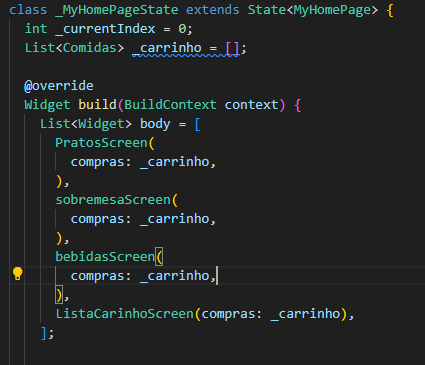 class _MyHomePageState extends State<MyHomePage> {
  int _currentIndex = 0;
  List<Comidas> _carrinho = [];

  @override
  Widget build(BuildContext context) {
    List<Widget> body = [
      PratosScreen(
        compras: _carrinho,
      ),
      sobremesaScreen(
        compras: _carrinho,
      ),
      bebidasScreen(
        compras: _carrinho,
      ),
      ListaCarinhoScreen(compras: _carrinho),
    ];